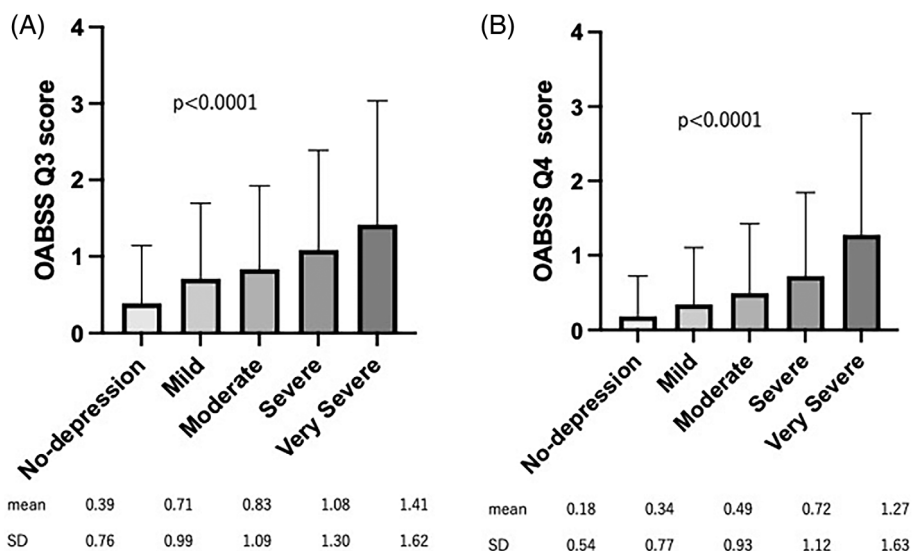 (A)
OABSS Q3 score
4
3
2
1
0
p<0.0001
No-depression
Mild
Moderate
Severe
Very Severe
mean 0.39 0.71 0.83 1.08 1.41
SD 0.76 0.99 1.09 1.30 1.62
(B)
OABSS Q4 score
4
3
2
1
0
p<0.0001
No-depression
Mild
Moderate
Severe
Very Severe
mean 0.18 0.34 0.49 0.72 1.27
SD 0.54 0.77 0.93 1.12 1.63